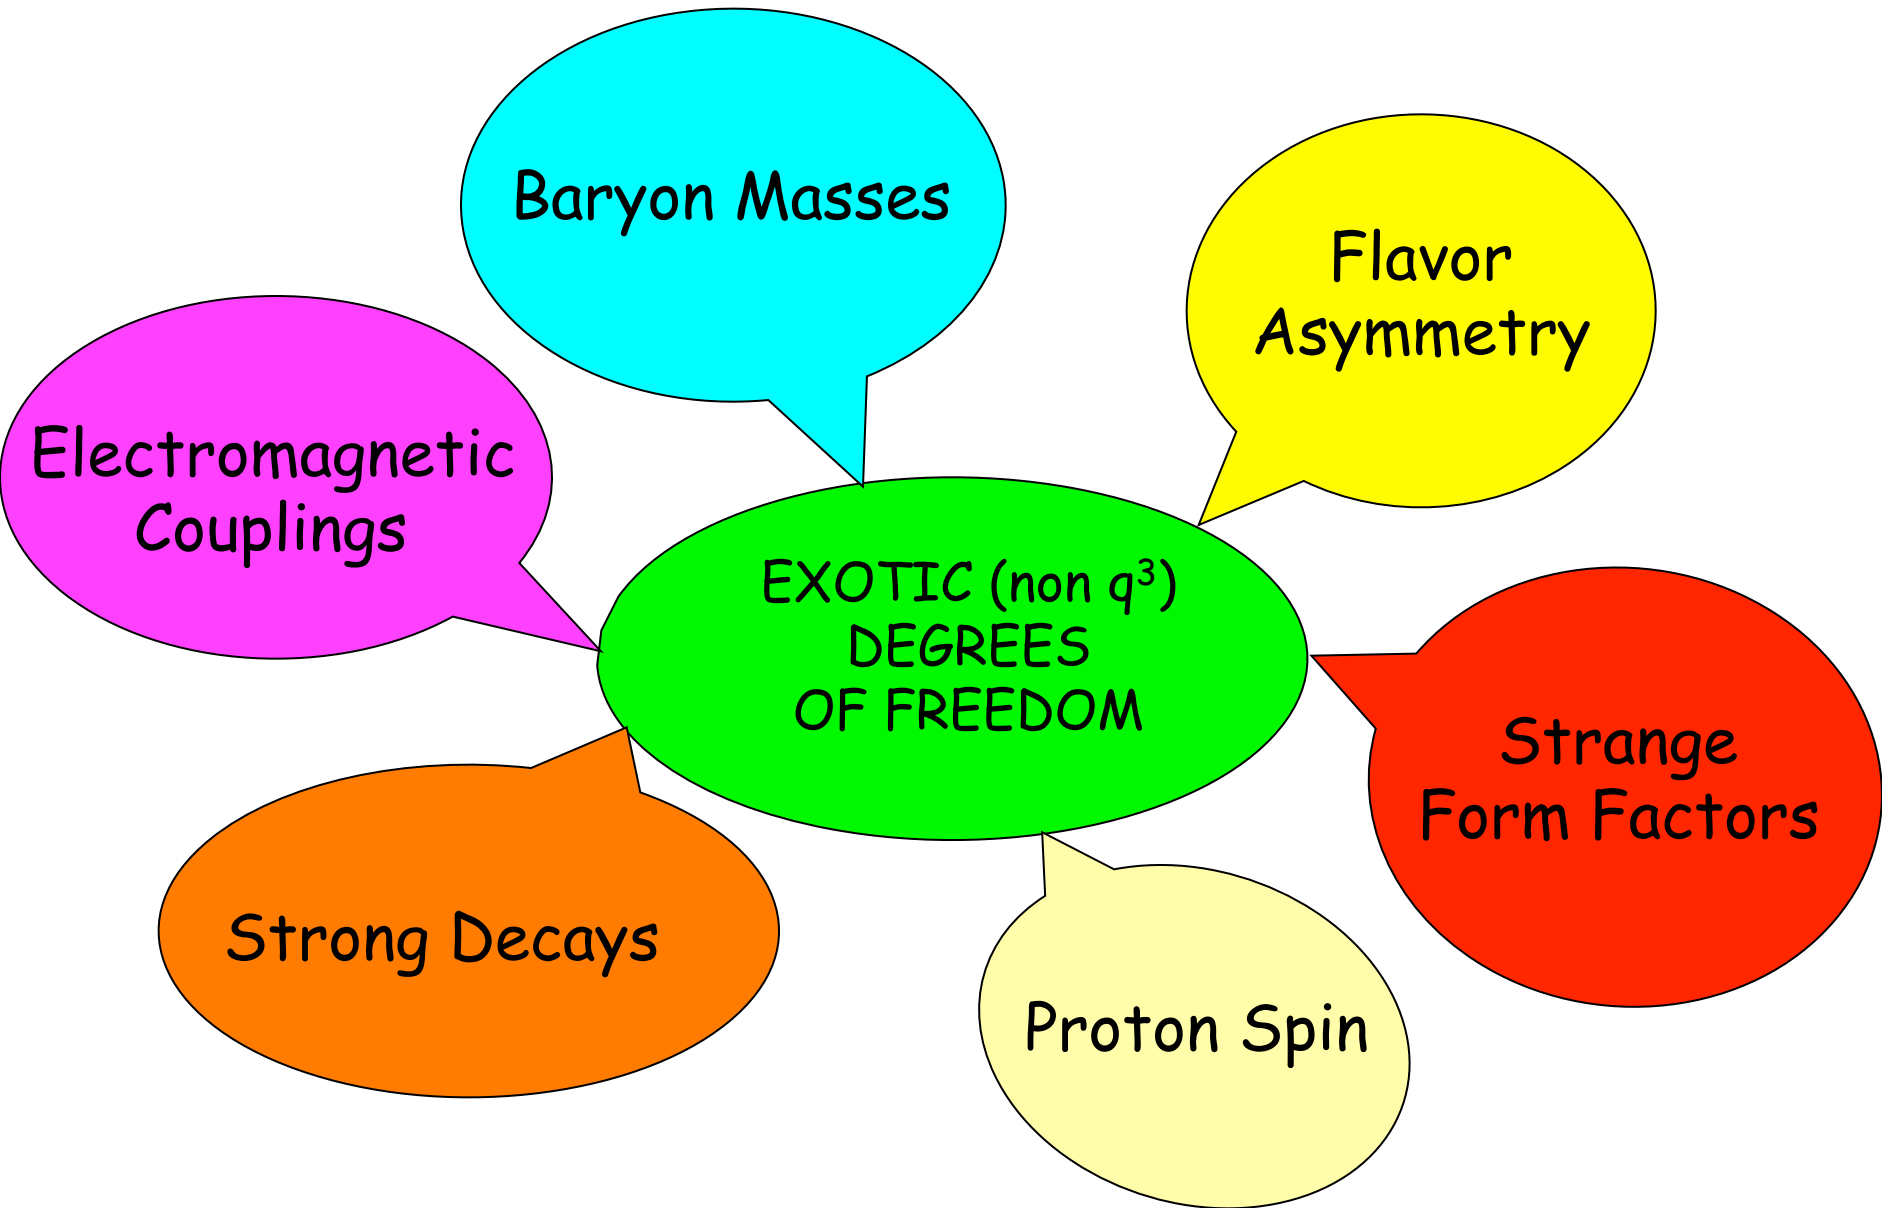 Baryon Masses
Flavor
Asymmetry
Electromagnetic
Couplings
EXOTIC (non q³)
DEGREES
OF FREEDOM
Strange
Form Factors
Strong Decays
Proton Spin